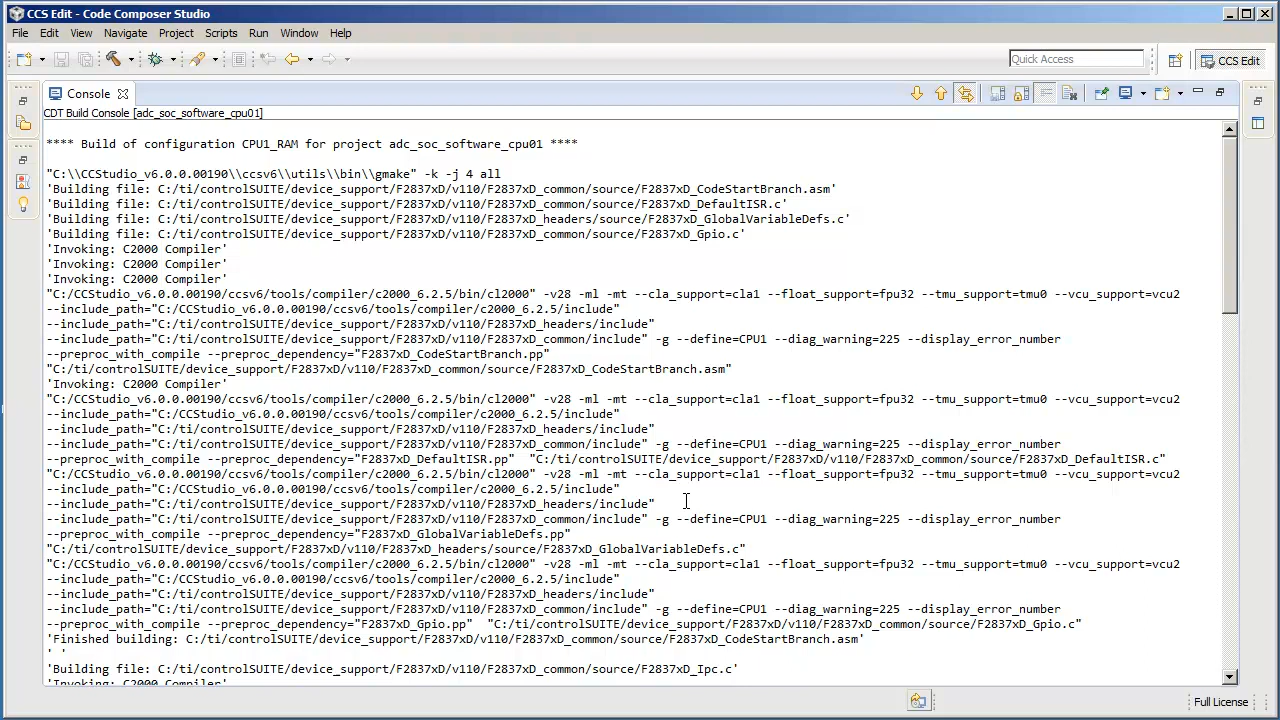 CCS Edit - Code Composer Studio
File Edit View Navigate Project Scripts Run Window Help
Quick Access
CCS Edit
Console
CDT Build Console [adc_soc_software_cpu01]
**** Build of configuration CPU1_RAM for project adc_soc_software_cpu01 ****
"C:\\CCStudio_v6.0.0.00190\\ccsv6\\utils\\bin\\gmake" -k -j 4 all
'Building file: C:/ti/controlSUITE/device_support/F2837xD/v110/F2837xD_common/source/F2837xD_CodeStartBranch.asm'
'Building file: C:/ti/controlSUITE/device_support/F2837xD/v110/F2837xD_common/source/F2837xD_DefaultISR.c'
'Building file: C:/ti/controlSUITE/device_support/F2837xD/v110/F2837xD_headers/source/F2837xD_GlobalVariableDefs.c'
'Building file: C:/ti/controlSUITE/device_support/F2837xD/v110/F2837xD_common/source/F2837xD_Gpio.c'
'Invoking: C2000 Compiler'
'Invoking: C2000 Compiler'
'Invoking: C2000 Compiler'
"C:/CCStudio_v6.0.0.00190/ccsv6/tools/compiler/c2000_6.2.5/bin/cl2000" -v28 -ml -mt --cla_support=cla1 --float_support=fpu32 --tmu_support=tmu0 --vcu_support=vcu2
--include_path="C:/CCStudio_v6.0.0.00190/ccsv6/tools/compiler/c2000_6.2.5/include"
--include_path="C:/ti/controlSUITE/device_support/F2837xD/v110/F2837xD_headers/include"
--include_path="C:/ti/controlSUITE/device_support/F2837xD/v110/F2837xD_common/include" -g --define=CPU1 --diag_warning=225 --display_error_number
--preproc_with_compile --preproc_dependency="F2837xD_CodeStartBranch.pp"
"C:/ti/controlSUITE/device_support/F2837xD/v110/F2837xD_common/source/F2837xD_CodeStartBranch.asm"
'Invoking: C2000 Compiler'
"C:/CCStudio_v6.0.0.00190/ccsv6/tools/compiler/c2000_6.2.5/bin/cl2000" -v28 -ml -mt --cla_support=cla1 --float_support=fpu32 --tmu_support=tmu0 --vcu_support=vcu2
--include_path="C:/CCStudio_v6.0.0.00190/ccsv6/tools/compiler/c2000_6.2.5/include"
--include_path="C:/ti/controlSUITE/device_support/F2837xD/v110/F2837xD_headers/include"
--include_path="C:/ti/controlSUITE/device_support/F2837xD/v110/F2837xD_common/include" -g --define=CPU1 --diag_warning=225 --display_error_number
--preproc_with_compile --preproc_dependency="F2837xD_DefaultISR.pp" "C:/ti/controlSUITE/device_support/F2837xD/v110/F2837xD_common/source/F2837xD_DefaultISR.c"
"C:/CCStudio_v6.0.0.00190/ccsv6/tools/compiler/c2000_6.2.5/bin/cl2000" -v28 -ml -mt --cla_support=cla1 --float_support=fpu32 --tmu_support=tmu0 --vcu_support=vcu2
--include_path="C:/CCStudio_v6.0.0.00190/ccsv6/tools/compiler/c2000_6.2.5/include"
--include_path="C:/ti/controlSUITE/device_support/F2837xD/v110/F2837xD_headers/include"
--include_path="C:/ti/controlSUITE/device_support/F2837xD/v110/F2837xD_common/include" -g --define=CPU1 --diag_warning=225 --display_error_number
--preproc_with_compile --preproc_dependency="F2837xD_GlobalVariableDefs.pp"
"C:/ti/controlSUITE/device_support/F2837xD/v110/F2837xD_headers/source/F2837xD_GlobalVariableDefs.c"
"C:/CCStudio_v6.0.0.00190/ccsv6/tools/compiler/c2000_6.2.5/bin/cl2000" -v28 -ml -mt --cla_support=cla1 --float_support=fpu32 --tmu_support=tmu0 --vcu_support=vcu2
--include_path="C:/CCStudio_v6.0.0.00190/ccsv6/tools/compiler/c2000_6.2.5/include"
--include_path="C:/ti/controlSUITE/device_support/F2837xD/v110/F2837xD_headers/include"
--include_path="C:/ti/controlSUITE/device_support/F2837xD/v110/F2837xD_common/include" -g --define=CPU1 --diag_warning=225 --display_error_number
--preproc_with_compile --preproc_dependency="F2837xD_Gpio.pp" "C:/ti/controlSUITE/device_support/F2837xD/v110/F2837xD_common/source/F2837xD_Gpio.c"
'Finished building: C:/ti/controlSUITE/device_support/F2837xD/v110/F2837xD_common/source/F2837xD_CodeStartBranch.asm'
' '
'Building file: C:/ti/controlSUITE/device_support/F2837xD/v110/F2837xD_common/source/F2837xD_Ipc.c'
'Invoking: C2000 Compiler'
Full License